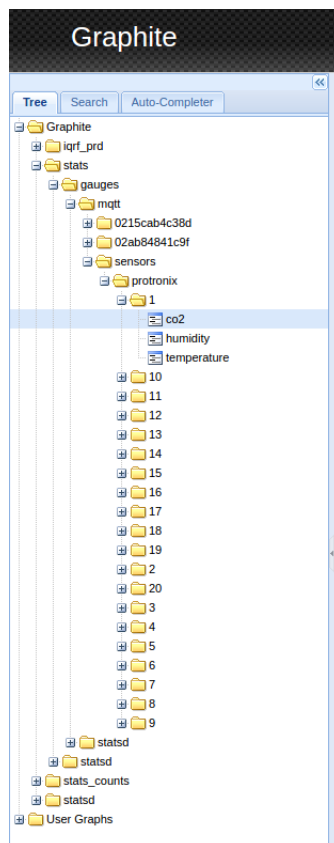 Graphite
Tree Search Auto-Completer
Graphite
iqrf_prd
stats
gauges
mqtt
0215cab4c38d
02ab84841c9f
sensors
protronix
1
co2
humidity
temperature
10
11
12
13
14
15
16
17
18
19
2
20
3
4
5
6
7
8
9
statsd
statsd
stats_counts
statsd
User Graphs